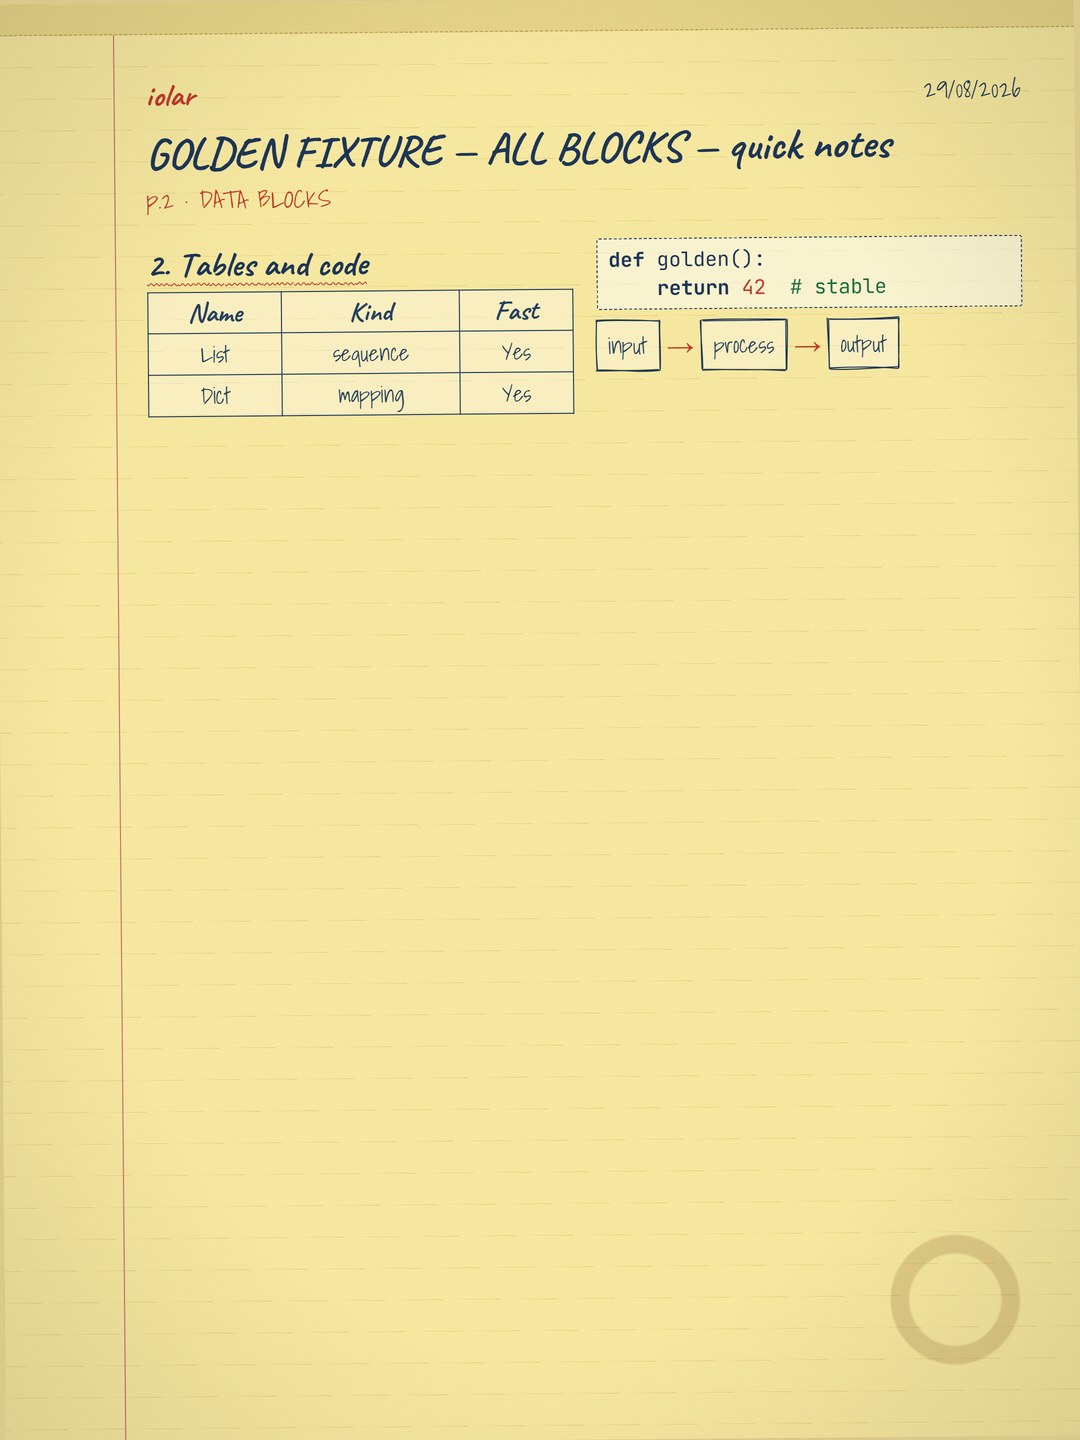 iolar
29/08/2026
GOLDEN FIXTURE – ALL BLOCKS – quick notes
P.2 · DATA BLOCKS
2. Tables and code
Name Kind Fast
List sequence Yes
Dict mapping Yes
def golden():
    return 42  # stable
input → process → output